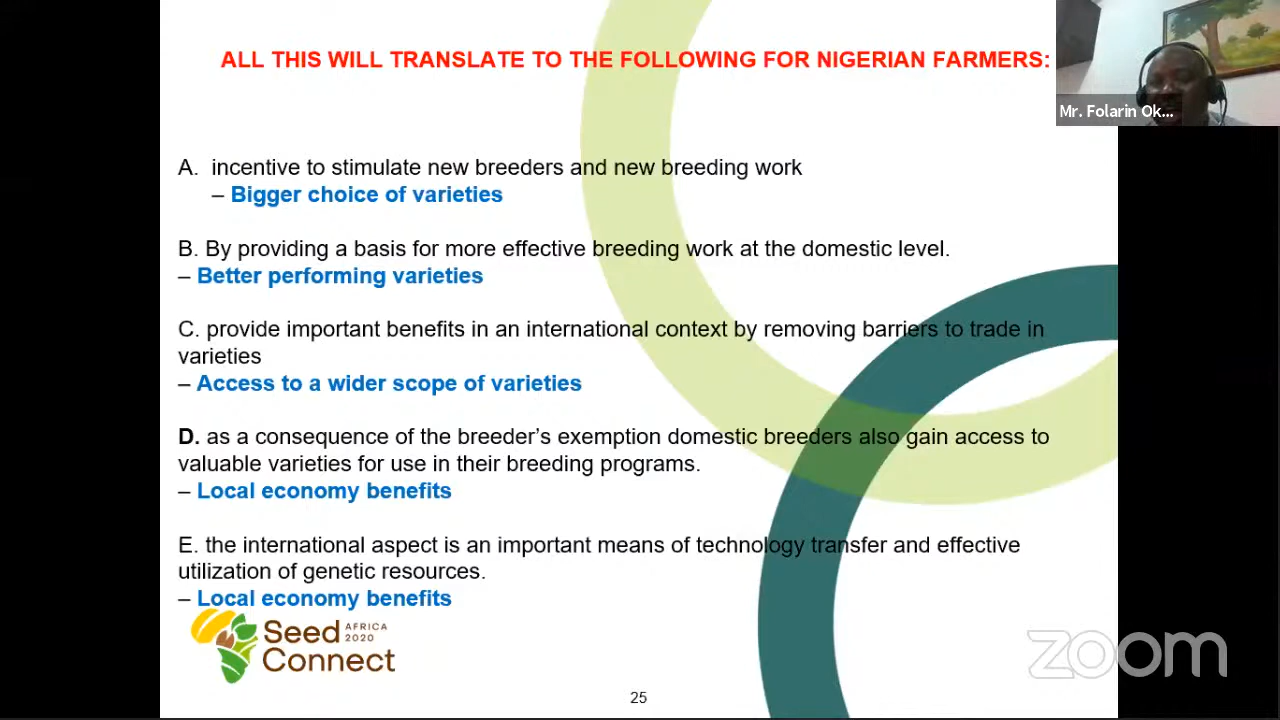 ALL THIS WILL TRANSLATE TO THE FOLLOWING FOR NIGERIAN FARMERS:
Mr. Folarin Ok...
A. incentive to stimulate new breeders and new breeding work
– Bigger choice of varieties
B. By providing a basis for more effective breeding work at the domestic level.
– Better performing varieties
C. provide important benefits in an international context by removing barriers to trade in
varieties
– Access to a wider scope of varieties
D. as a consequence of the breeder’s exemption domestic breeders also gain access to
valuable varieties for use in their breeding programs.
– Local economy benefits
E. the international aspect is an important means of technology transfer and effective
utilization of genetic resources.
– Local economy benefits
Seed AFRICA
2020
Connect
zoom
25